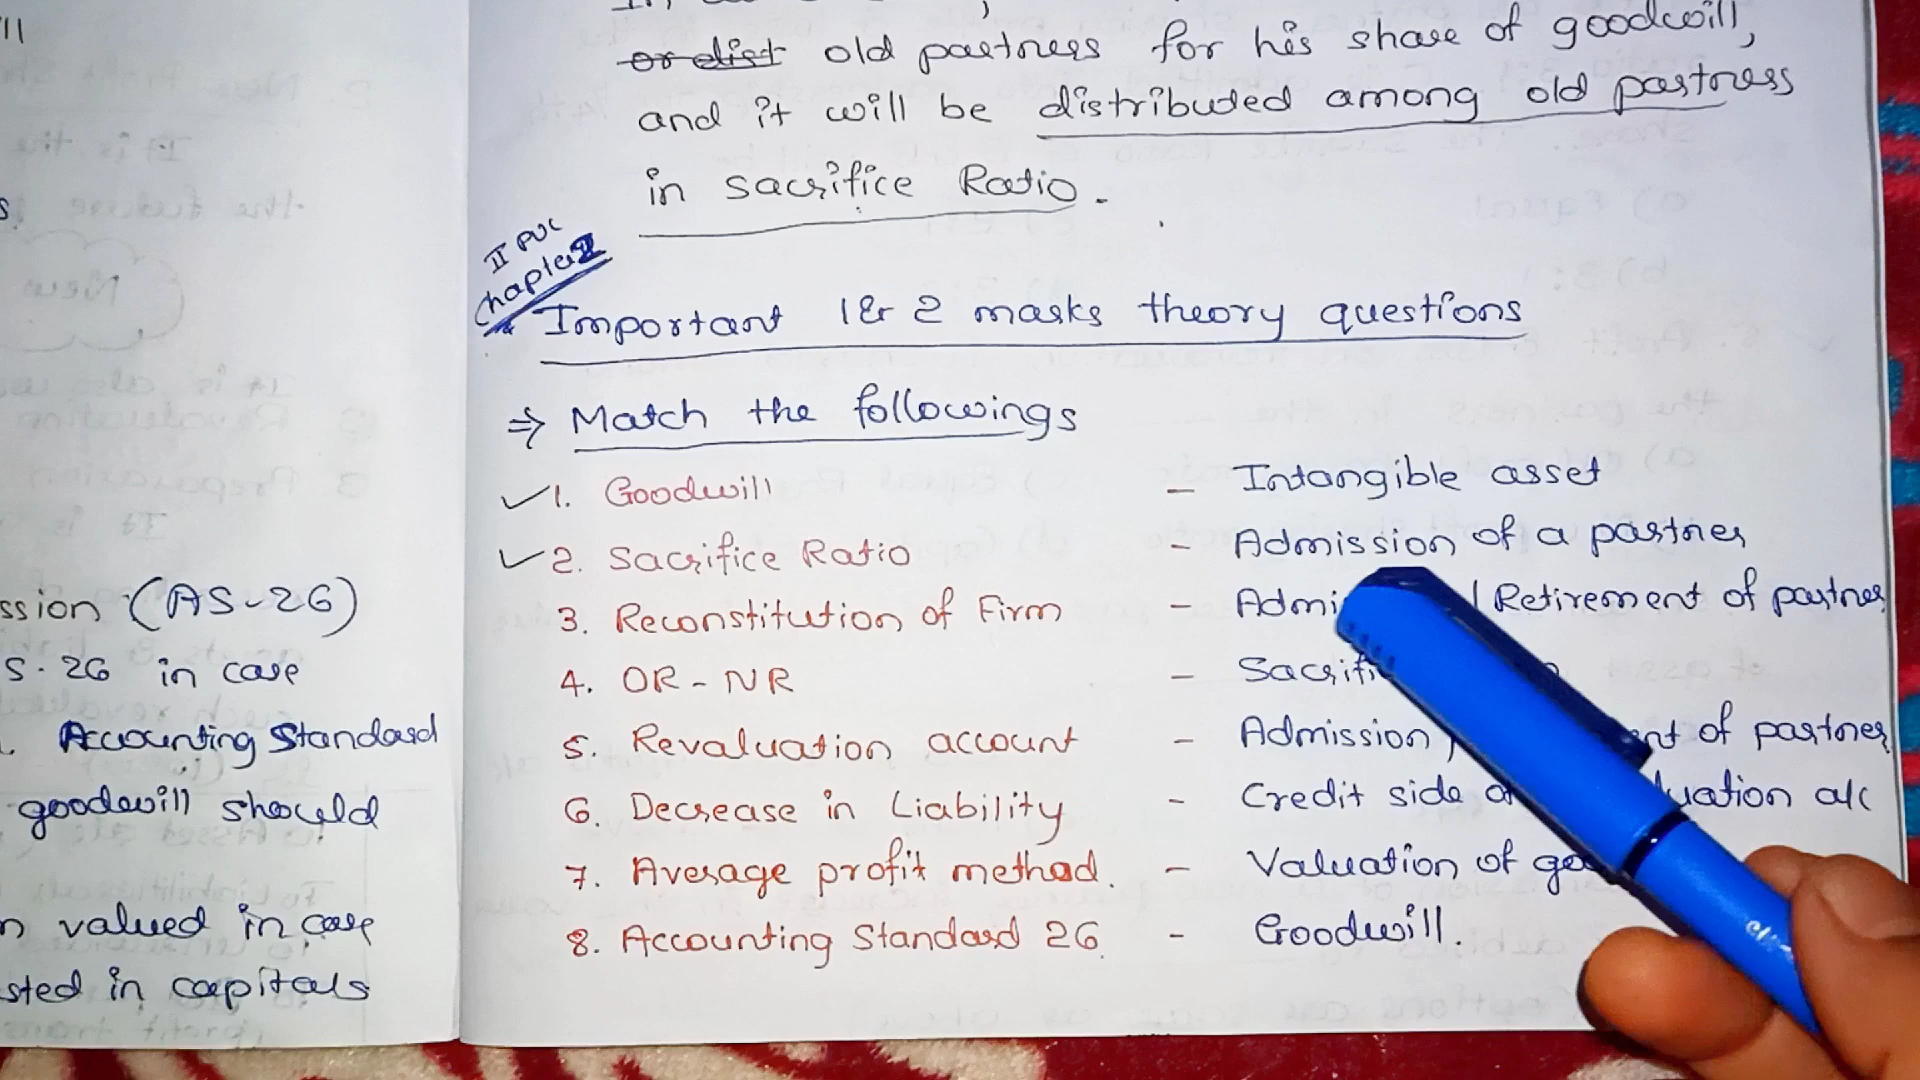 ll
s
ssion (AS-26)
S. 26 in case
Accounting Standard
goodwill should
n valued in case
sted in capitals
or dist old partners for his share of goodwill,
and it will be distributed among old partners
in sacrifice Ratio.
II PUC
Chapter 2
* Important 1 & 2 marks theory questions
⇒ Match the followings
✓1. Goodwill - Intangible asset
✓2. Sacrifice Ratio - Admission of a partner
3. Reconstitution of Firm - Admi | Retirement of partner
4. OR - NR - Sacrifi
5. Revaluation account - Admission / nt of partner
6. Decrease in Liability - Credit side o uation a/c
7. Average profit method. - Valuation of go
8. Accounting Standard 26 - Goodwill.